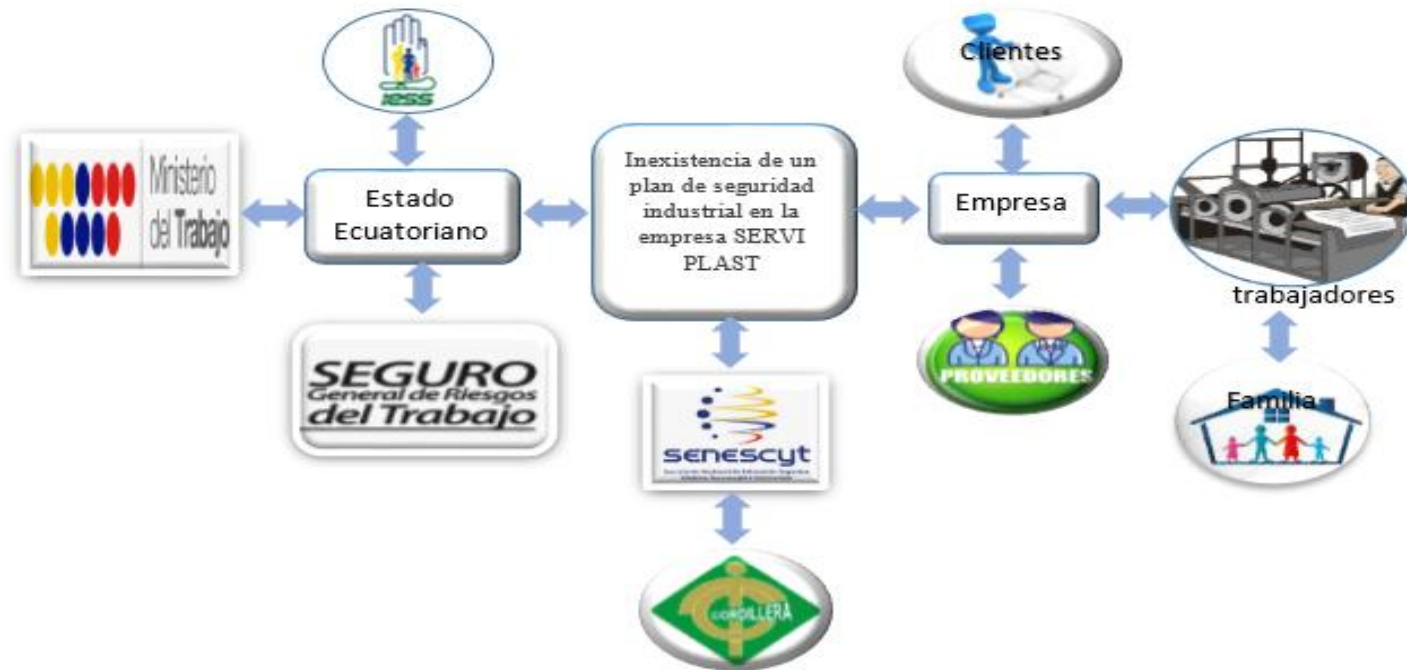 iess
Clientes
Ministerio
del Trabajo
Estado
Ecuatoriano
Inexistencia de un
plan de seguridad
industrial en la
empresa SERVI
PLAST
Empresa
trabajadores
SEGURO
General de Riesgos
del Trabajo
PROVEEDORES
Familia
senescyt
CORDILLERA